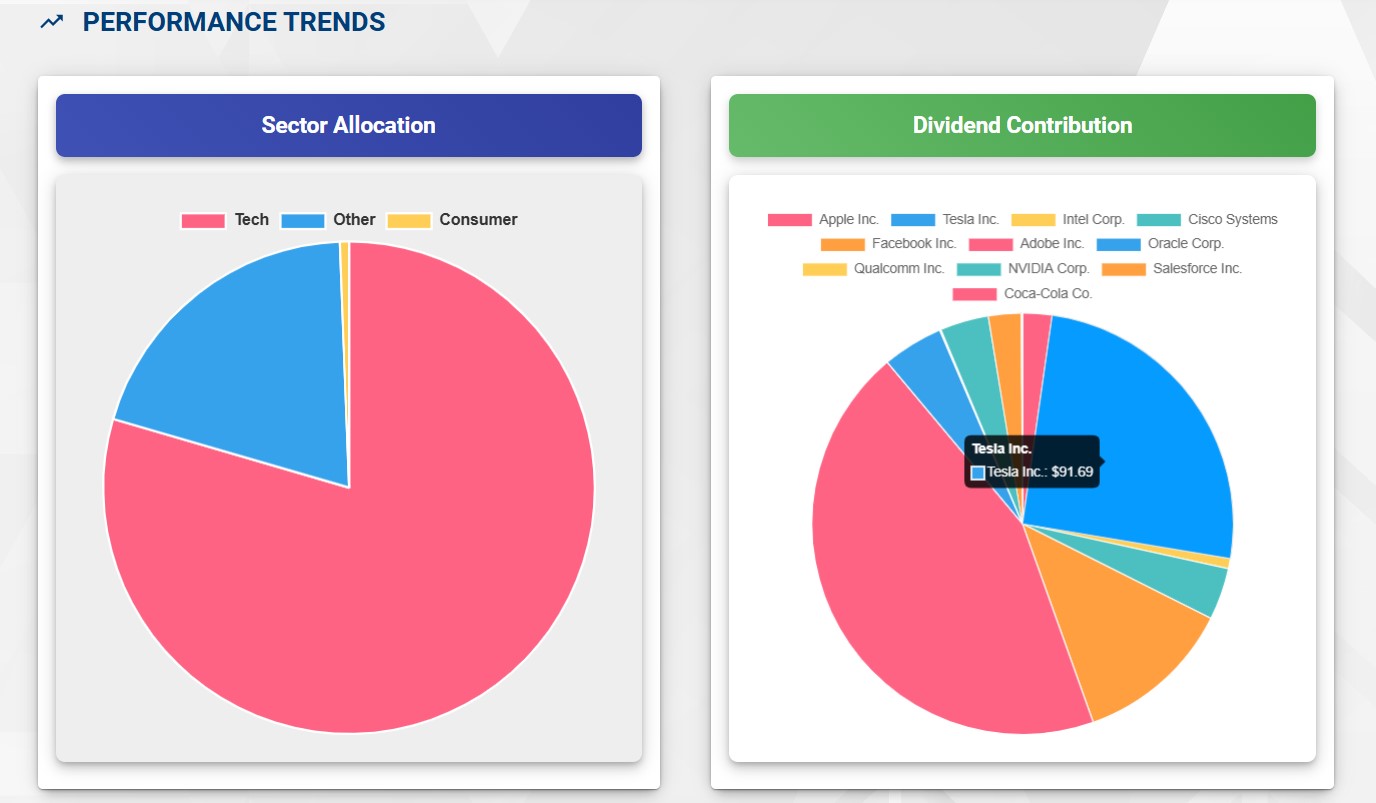 PERFORMANCE TRENDS
Sector Allocation
Tech Other Consumer
Dividend Contribution
Apple Inc. Tesla Inc. Intel Corp. Cisco Systems
Facebook Inc. Adobe Inc. Oracle Corp.
Qualcomm Inc. NVIDIA Corp. Salesforce Inc.
Coca-Cola Co.
Tesla Inc.
Tesla Inc.: $91.69